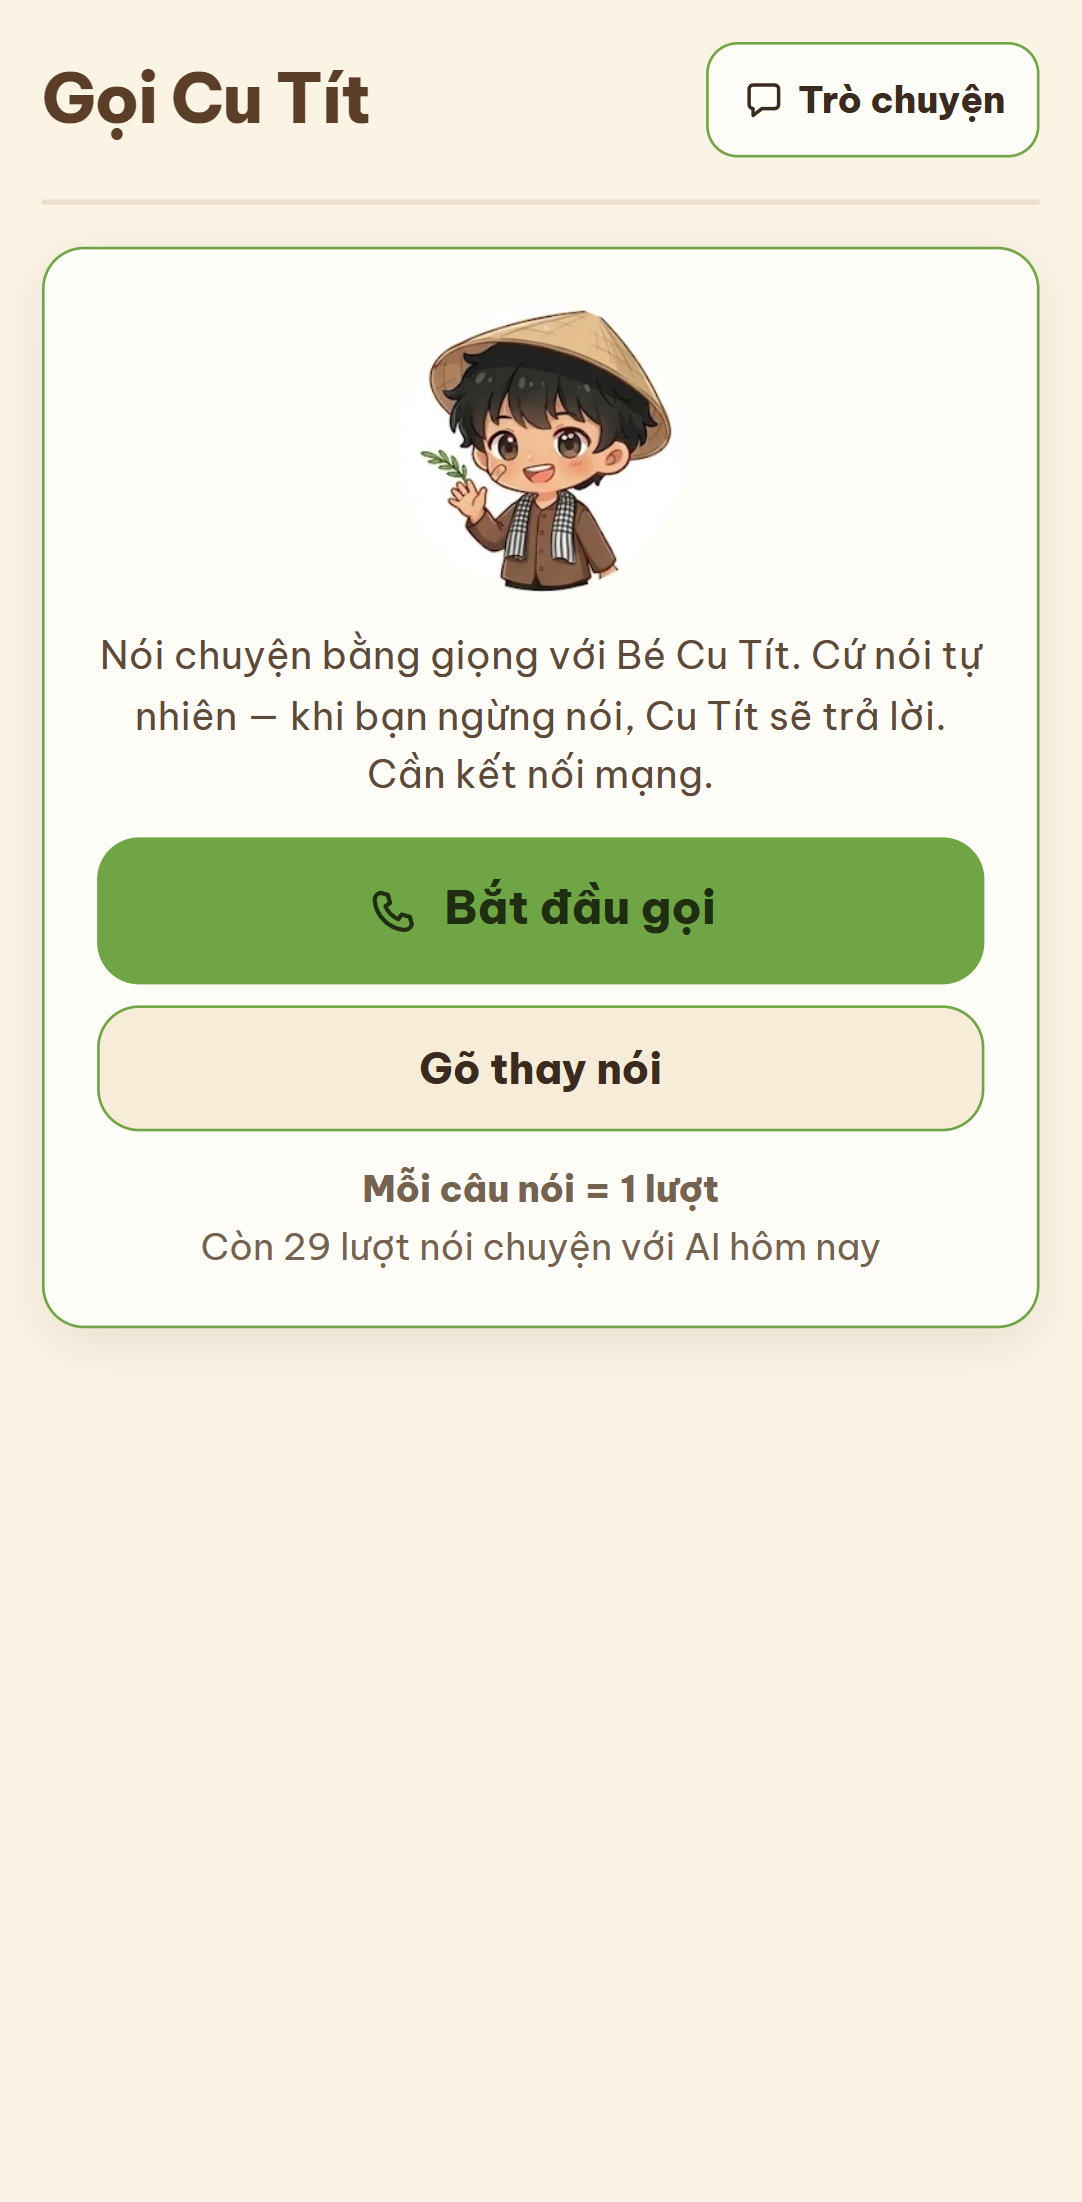 Gọi Cu Tít
Trò chuyện
Nói chuyện bằng giọng với Bé Cu Tít. Cứ nói tự
nhiên — khi bạn ngừng nói, Cu Tít sẽ trả lời.
Cần kết nối mạng.
Bắt đầu gọi
Gõ thay nói
Mỗi câu nói = 1 lượt
Còn 29 lượt nói chuyện với AI hôm nay